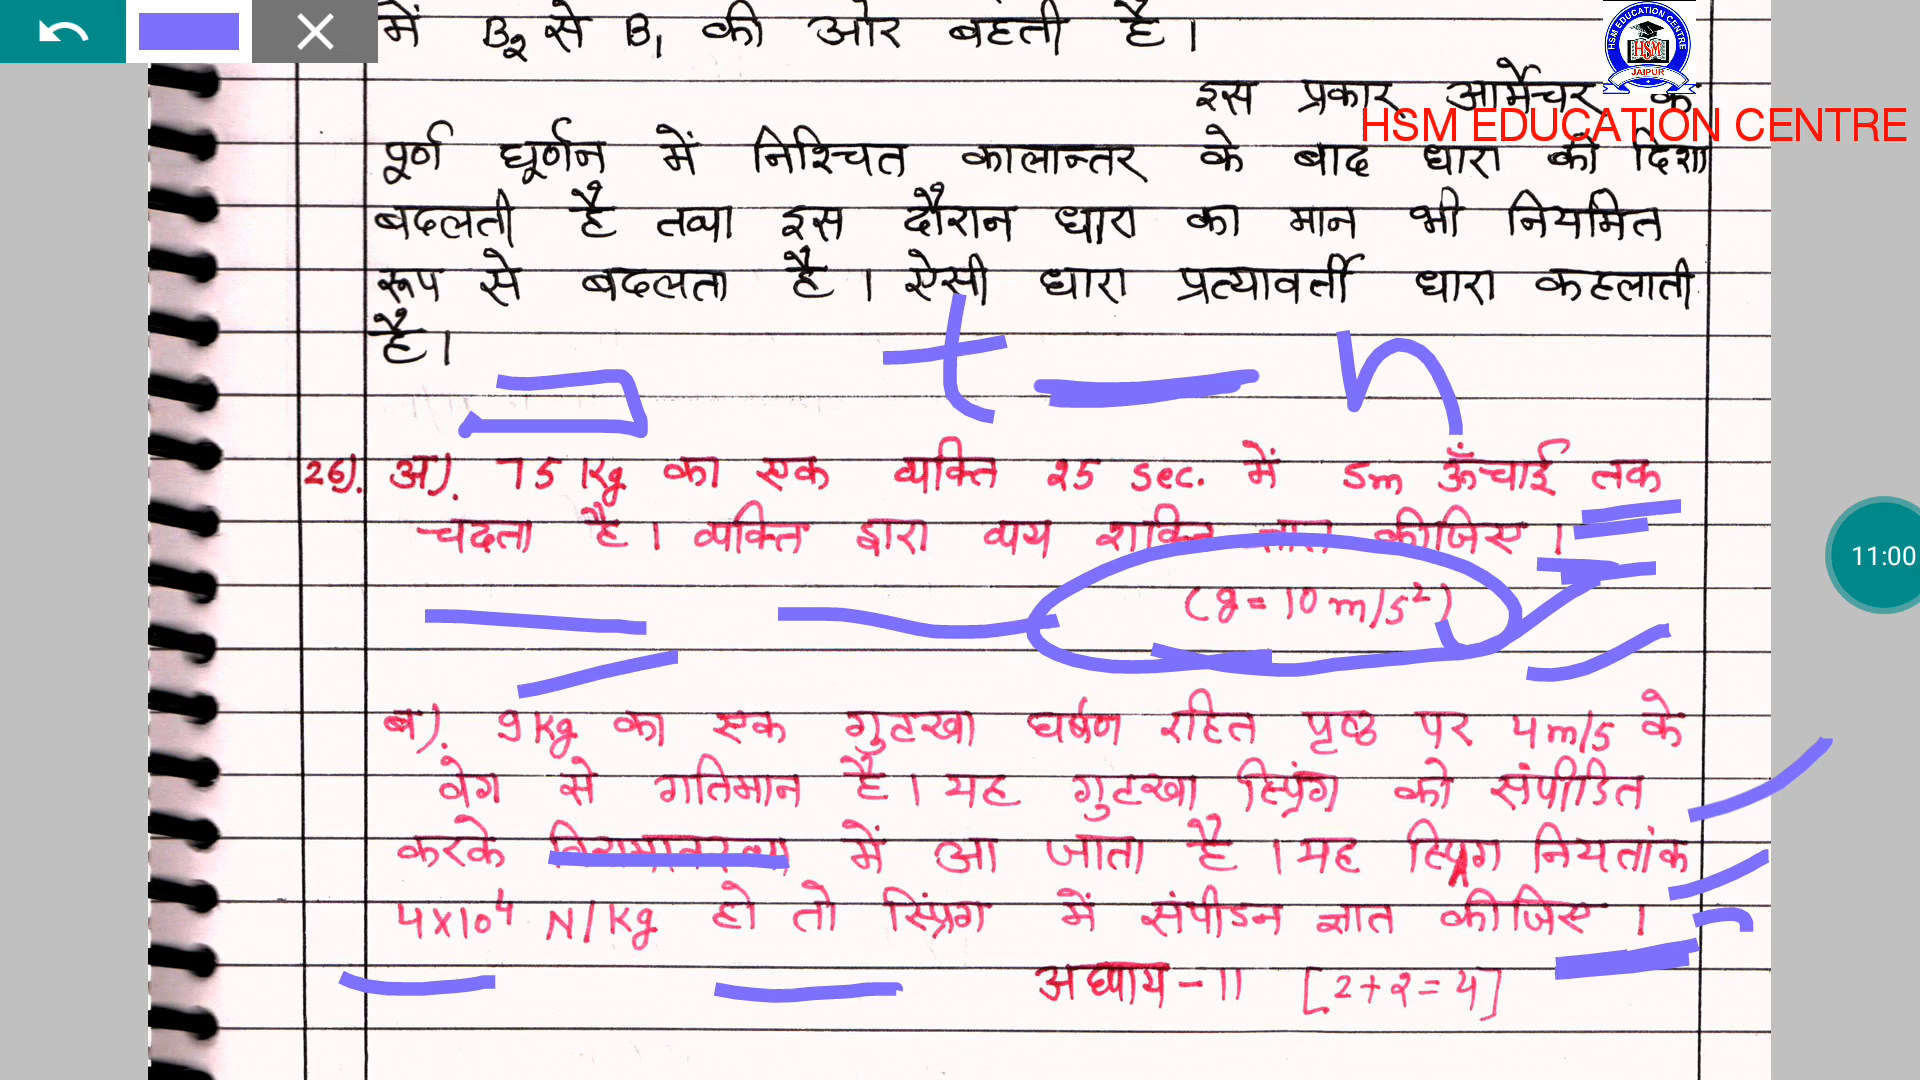 में B₂ से B₁ की ओर बहती है।
HSM EDUCATION CENTRE
HSM
JAIPUR
इस प्रकार आर्मेचर के
HSM EDUCATION CENTRE
पूर्ण घूर्णन में निश्चित कालान्तर के बाद धारा की दिशा
बदलती है तथा इस दौरान धारा का मान भी नियमित
रूप से बदलता है। ऐसी धारा प्रत्यावर्ती धारा कहलाती
है।
26). अ). 75 Kg का एक व्यक्ति 25 Sec. में 5m ऊँचाई तक
चढता है। व्यक्ति द्वारा व्यय शक्ति ज्ञात कीजिए।
(g = 10 m/s²)
ब). 9 Kg का एक गुटखा घर्षण रहित पृष्ठ पर 4 m/s के
वेग से गतिमान है। यह गुटखा स्प्रिंग को संपीडित
करके विरामावस्था में आ जाता है। यह स्प्रिंग नियतांक
4×10⁴ N/Kg हो तो स्प्रिंग में संपीडन ज्ञात कीजिए।
अध्याय - 11 [2+2=4]
11:00